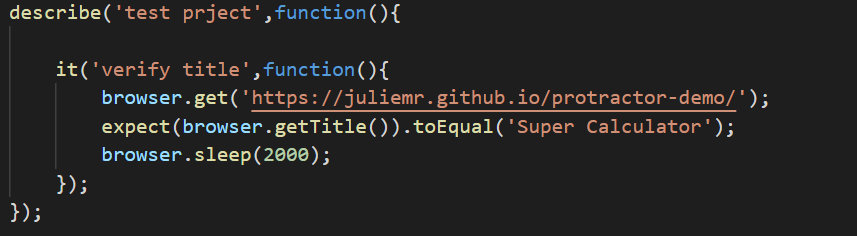 describe('test prject',function(){
it('verify title',function(){
browser.get('https://juliemr.github.io/protractor-demo/');
expect(browser.getTitle()).toEqual('Super Calculator');
browser.sleep(2000);
});
});